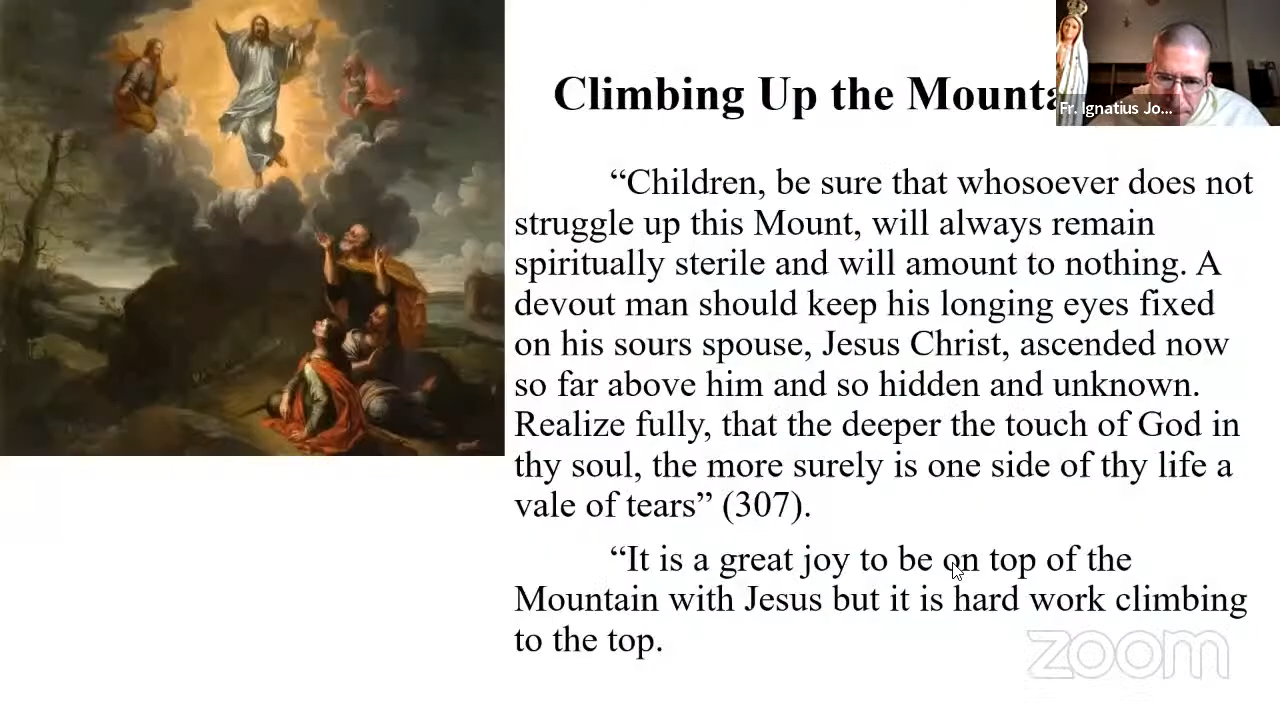 Climbing Up the Mounta
Fr. Ignatius Jo...
“Children, be sure that whosoever does not
struggle up this Mount, will always remain
spiritually sterile and will amount to nothing. A
devout man should keep his longing eyes fixed
on his sours spouse, Jesus Christ, ascended now
so far above him and so hidden and unknown.
Realize fully, that the deeper the touch of God in
thy soul, the more surely is one side of thy life a
vale of tears” (307).
“It is a great joy to be on top of the
Mountain with Jesus but it is hard work climbing
to the top.
zoom